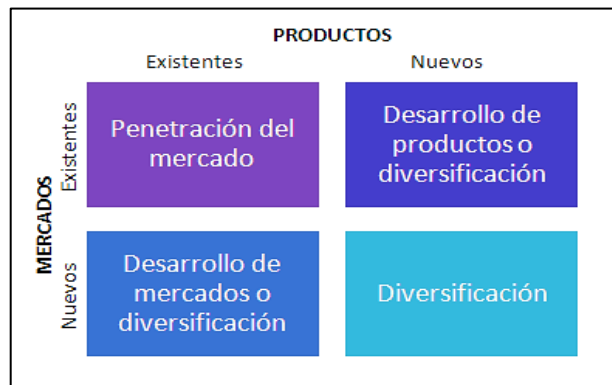 PRODUCTOS
Existentes
Nuevos
MERCADOS
Existentes
Penetración del
mercado
Desarrollo de
productos o
diversificación
Nuevos
Desarrollo de
mercados o
diversificación
Diversificación